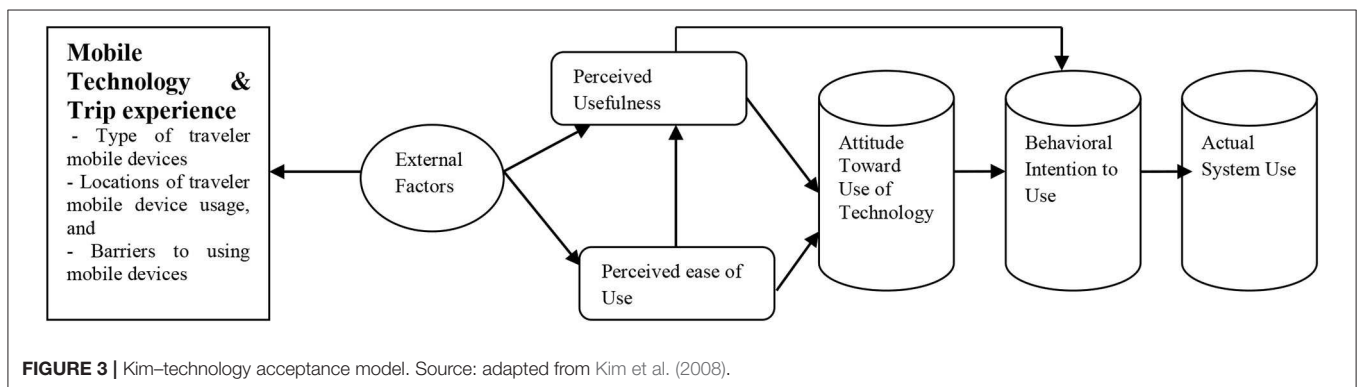 Mobile
Technology &
Trip experience
- Type of traveler
mobile devices
- Locations of traveler
mobile device usage,
and
- Barriers to using
mobile devices
External
Factors
Perceived
Usefulness
Perceived ease of
Use
Attitude
Toward
Use of
Technology
Behavioral
Intention to
Use
Actual
System Use
FIGURE 3 | Kim–technology acceptance model. Source: adapted from Kim et al. (2008).